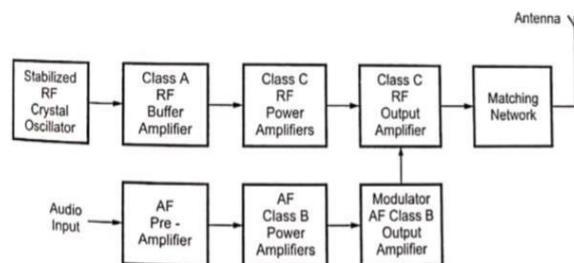 Antenna
Stabilized
RF
Crystal
Oscillator
Class A
RF
Buffer
Amplifier
Class C
RF
Power
Amplifiers
Class C
RF
Output
Amplifier
Matching
Network
Audio
Input
AF
Pre -
Amplifier
AF
Class B
Power
Amplifiers
Modulator
AF Class B
Output
Amplifier